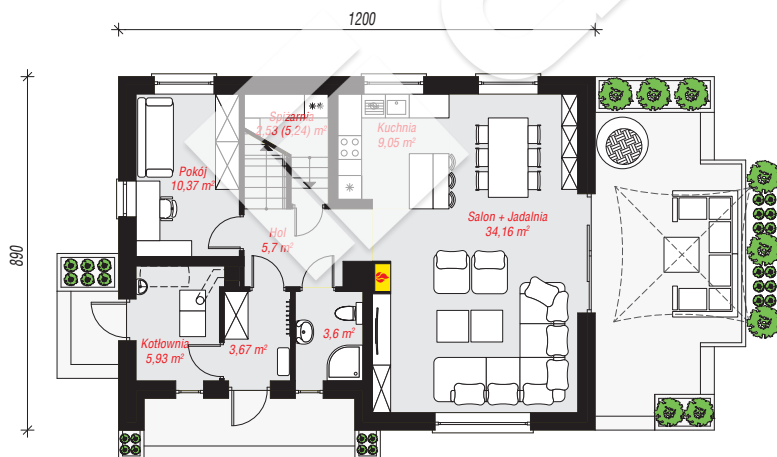 1200
890
Spiżarnia
2,53 (5,24) m²
Kuchnia
9,05 m²
Pokój
10,37 m²
Hol
5,7 m²
Salon + Jadalnia
34,16 m²
Kotłownia
5,93 m²
3,67 m²
3,6 m²